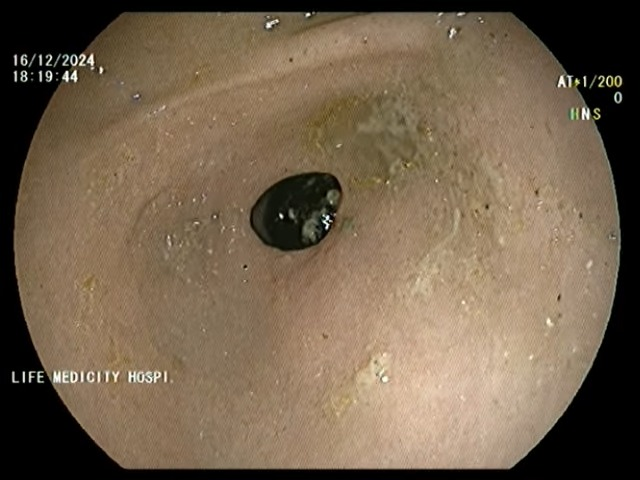 16/12/2024
18:19:44
AT 1/200
0
HNS
LIFE MEDICITY HOSPI.